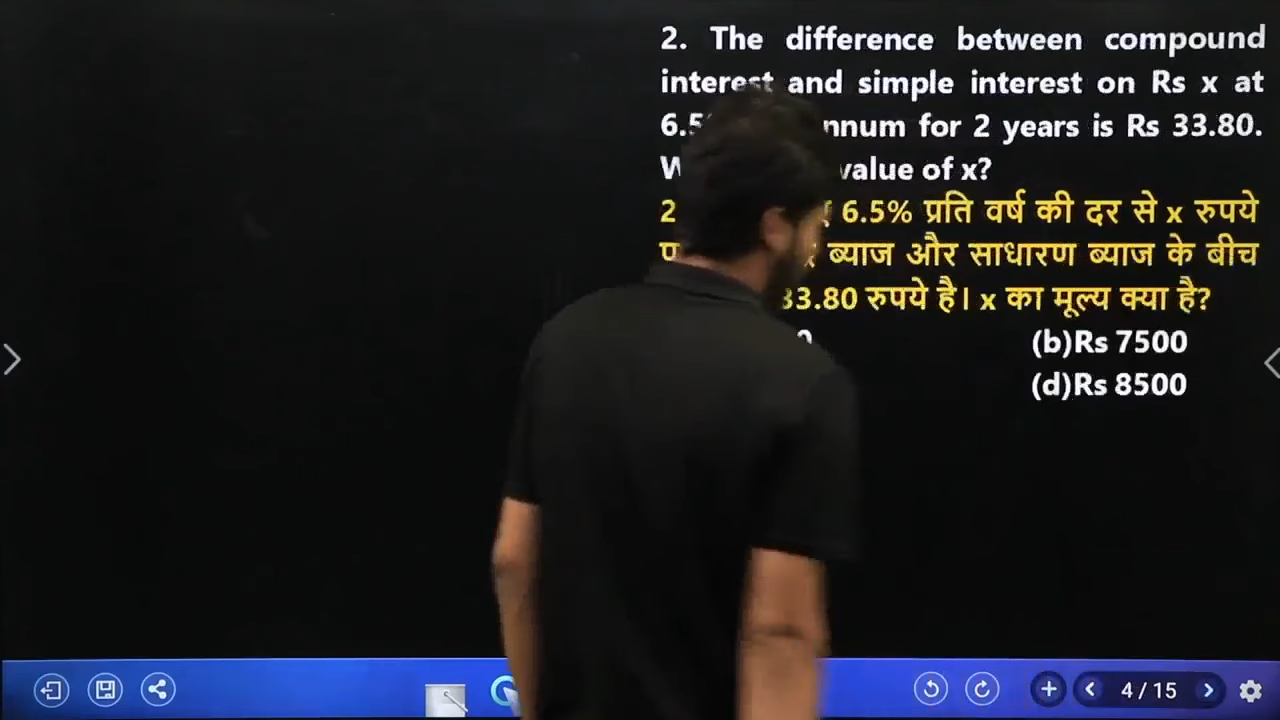 2. The difference between compound
interest and simple interest on Rs x at
6.5 nnum for 2 years is Rs 33.80.
value of x?
2 6.5% प्रति वर्ष की दर से x रुपये
ब्याज और साधारण ब्याज के बीच
33.80 रुपये है। x का मूल्य क्या है?
(b)Rs 7500
(d)Rs 8500
4 / 15